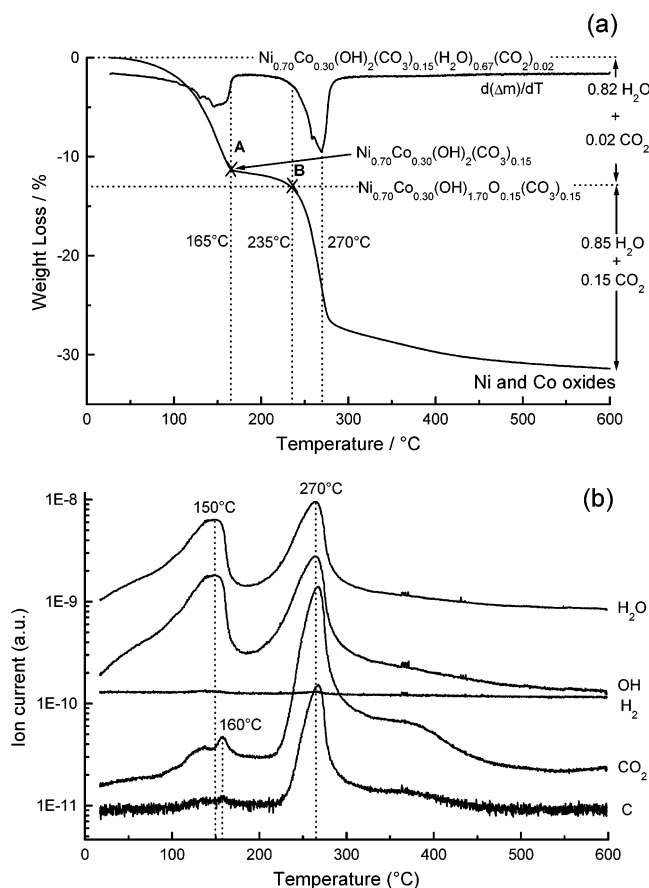 (a)
0
-10
-20
-30
Weight Loss / %
Ni0.70Co0.30(OH)2(CO3)0.15(H2O)0.67(CO2)0.02
d(Δm)/dT
0.82 H2O
+
0.02 CO2
A
Ni0.70Co0.30(OH)2(CO3)0.15
B
Ni0.70Co0.30(OH)1.70O0.15(CO3)0.15
165°C
235°C
270°C
0.85 H2O
+
0.15 CO2
Ni and Co oxides
0 100 200 300 400 500 600
Temperature / °C
(b)
1E-8
1E-9
1E-10
1E-11
Ion current (a.u.)
150°C
270°C
160°C
H2O
OH
H2
CO2
C
0 100 200 300 400 500 600
Temperature (°C)